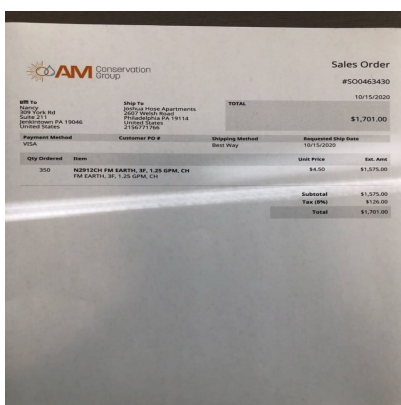 AM Conservation Group
Sales Order
#SO0463430
10/15/2020
Bill To
Nancy
309 York Rd
Suite 211
Jenkintown PA 19046
United States
Ship To
Joshua Hose Apartments
2607 Welsh Road
Philadelphia PA 19114
United States
2156771766
TOTAL
$1,701.00
Payment Method Customer PO # Shipping Method Requested Ship Date
VISA Best Way 10/15/2020
Qty Ordered Item Unit Price Ext. Amt
350 N2912CH FM EARTH, 3F, 1.25 GPM, CH $4.50 $1,575.00
FM EARTH, 3F, 1.25 GPM, CH
Subtotal $1,575.00
Tax (8%) $126.00
Total $1,701.00